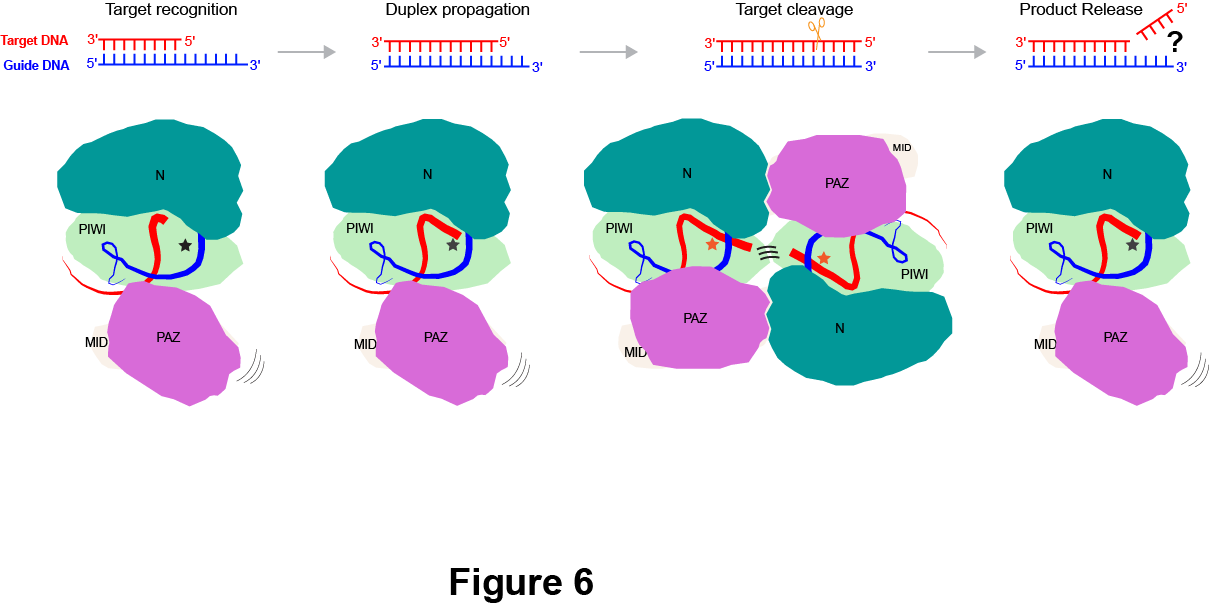 Target recognition
Duplex propagation
Target cleavage
Product Release
Target DNA 3' 5'
3' 5'
3' 5'
3' 5'
?
Guide DNA 5' 3'
5' 3'
5' 3'
5' 3'
N
PIWI
MID
PAZ
N
PIWI
MID
PAZ
N
PIWI
MID
PAZ
MID
PAZ
PIWI
N
N
PIWI
MID
PAZ
Figure 6